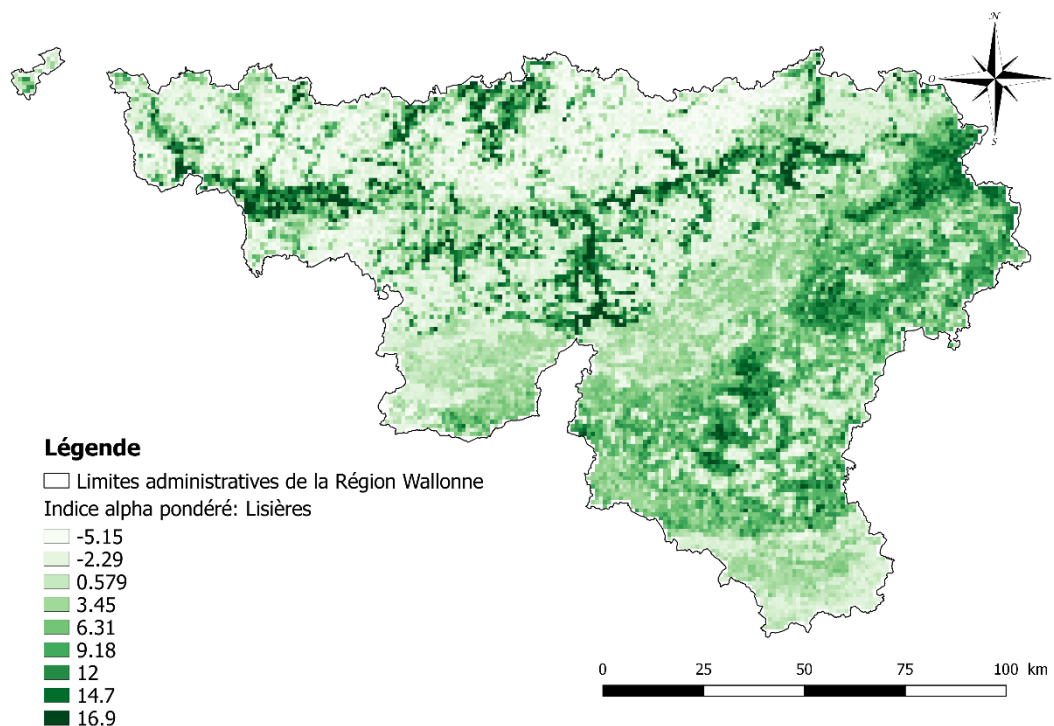 N
O
S
Légende
Limites administratives de la Région Wallonne
Indice alpha pondéré: Lisières
-5.15
-2.29
0.579
3.45
6.31
9.18
12
14.7
16.9
0 25 50 75 100 km